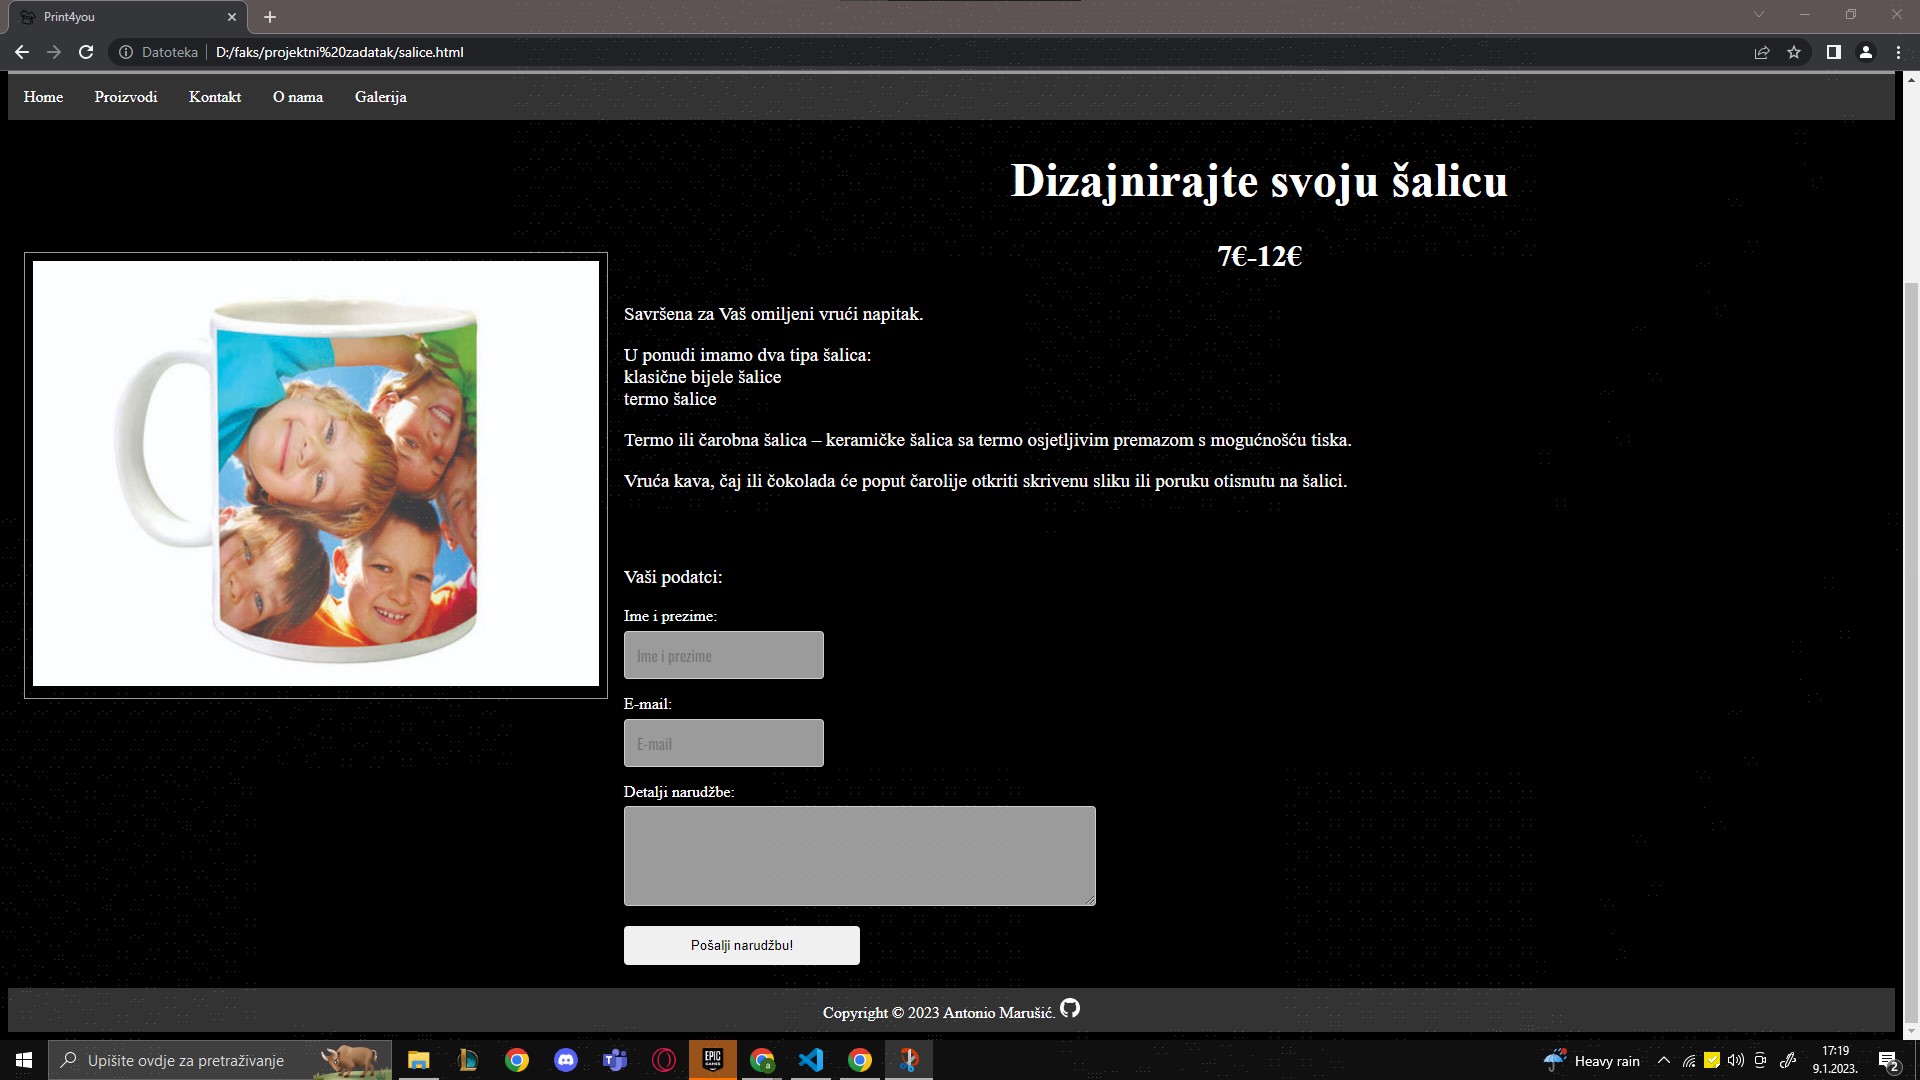 Print4you
Datoteka
D:/faks/projektni%20zadatak/salice.html
Home
Proizvodi
Kontakt
O nama
Galerija
Dizajnirajte svoju šalicu
7€-12€
Savršena za Vaš omiljeni vrući napitak.
U ponudi imamo dva tipa šalica:
klasične bijele šalice
termo šalice
Termo ili čarobna šalica – keramičke šalica sa termo osjetljivim premazom s mogućnošću tiska.
Vruća kava, čaj ili čokolada će poput čarolije otkriti skrivenu sliku ili poruku otisnutu na šalici.
Vaši podatci:
Ime i prezime:
Ime i prezime
E-mail:
E-mail
Detalji narudžbe:
Pošalji narudžbu!
Copyright © 2023 Antonio Marušić.
Upišite ovdje za pretraživanje
EPIC
GAMES
a
Heavy rain
17:19
9.1.2023.
2